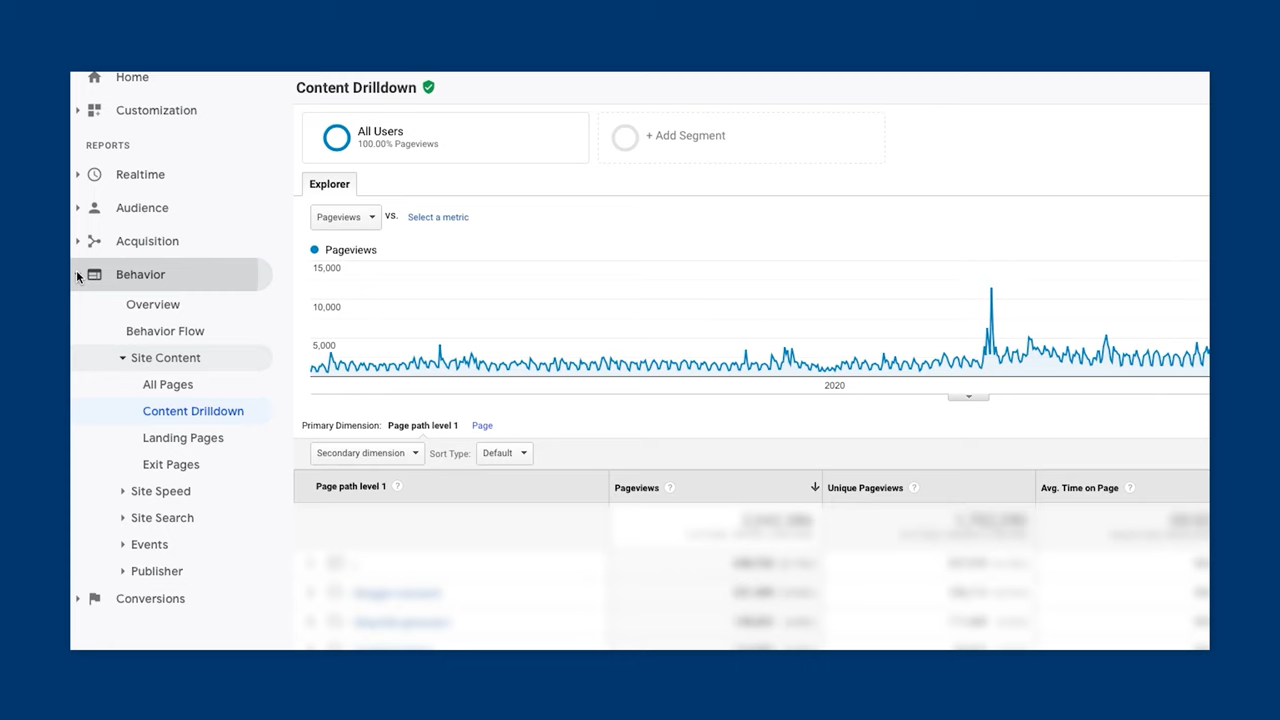 Home
Customization
REPORTS
Realtime
Audience
Acquisition
Behavior
Overview
Behavior Flow
Site Content
All Pages
Content Drilldown
Landing Pages
Exit Pages
Site Speed
Site Search
Events
Publisher
Conversions
Content Drilldown
All Users
100.00% Pageviews
+ Add Segment
Explorer
Pageviews vs. Select a metric
Pageviews
15,000
10,000
5,000
2020
Primary Dimension: Page path level 1 Page
Secondary dimension Sort Type: Default
Page path level 1 ? Pageviews ? Unique Pageviews ? Avg. Time on Page ?